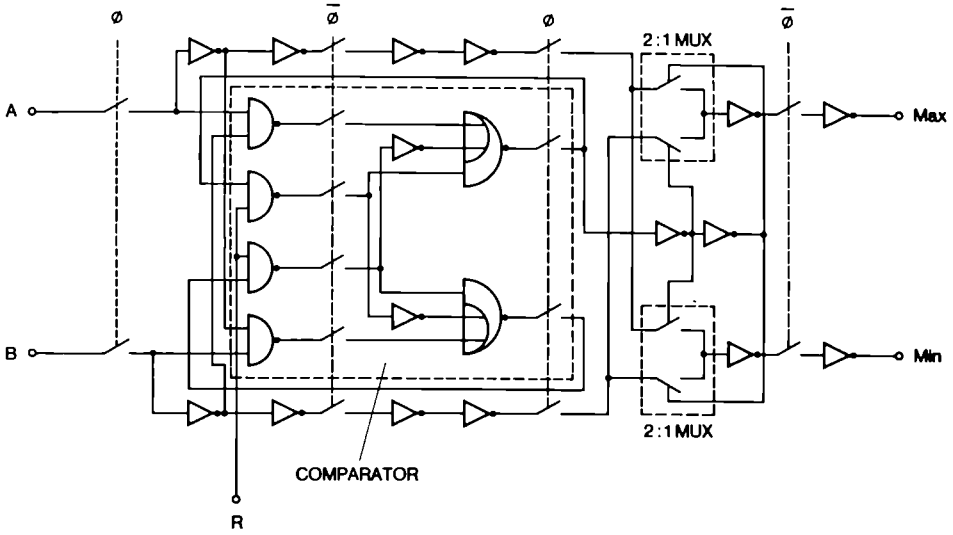 ø
ø̅
ø
ø̅
2:1 MUX
A
Max
B
Min
2:1 MUX
COMPARATOR
R